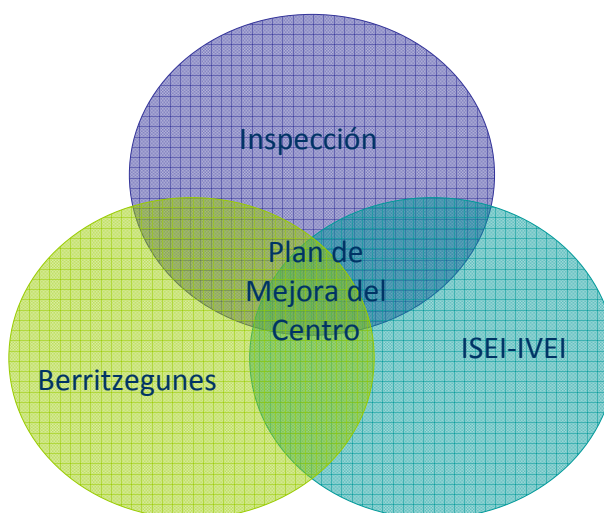 Inspección
Plan de
Mejora del
Centro
ISEI-IVEI
Berritzegunes